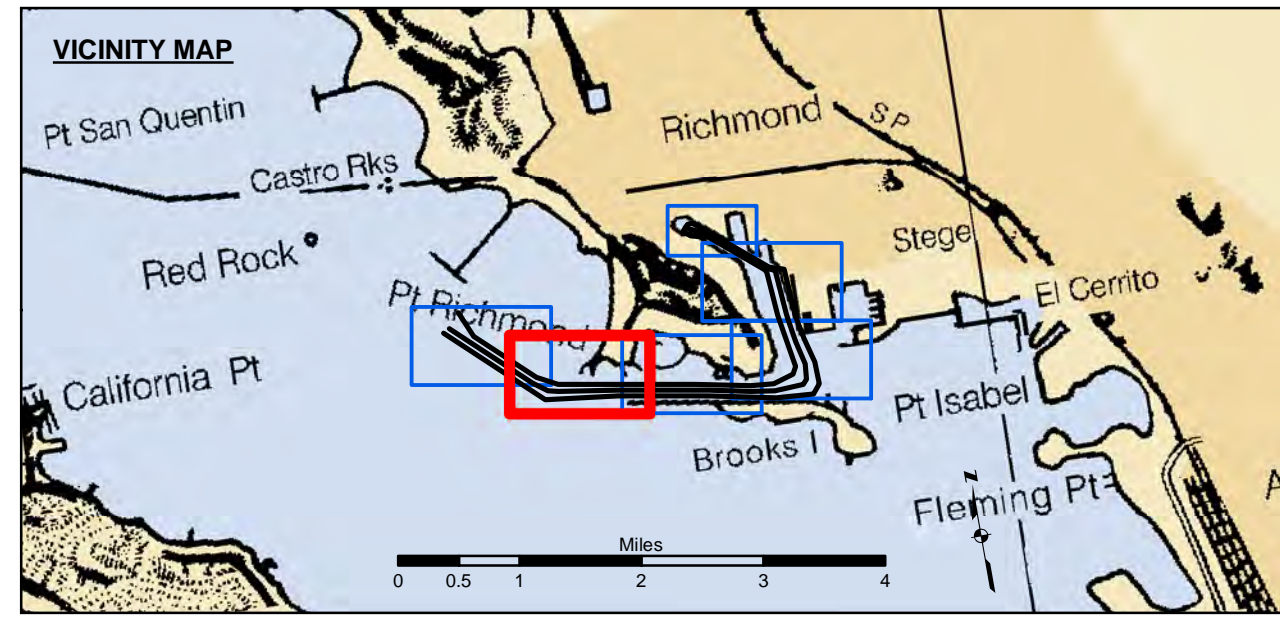 VICINITY MAP
Pt San Quentin
Richmond
S P
Castro Rks
Stege
Red Rock
El Cerrito
Pt Richmond
California Pt
Pt Isabel
Brooks I
Fleming Pt
A
N
Miles
0 0.5 1 2 3 4